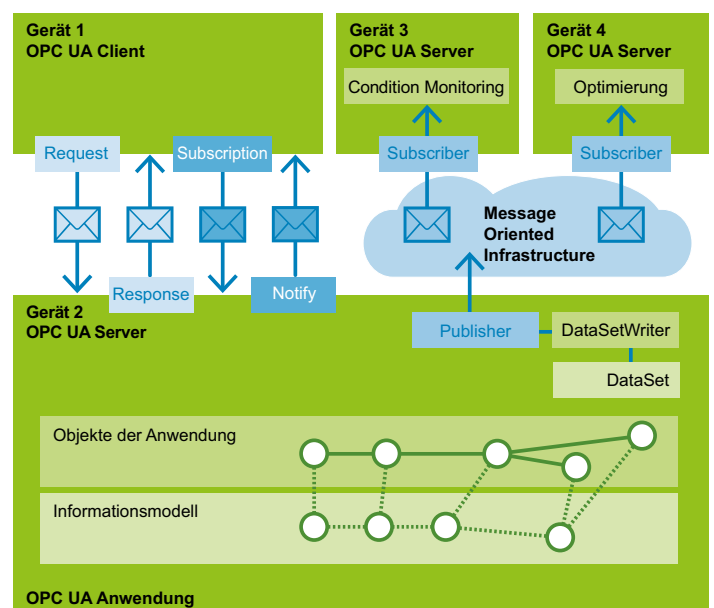 Gerät 1
OPC UA Client
Gerät 3
OPC UA Server
Gerät 4
OPC UA Server
Condition Monitoring
Optimierung
Request
Subscription
Subscriber
Subscriber
Message
Oriented
Infrastructure
Response
Notify
Gerät 2
OPC UA Server
Publisher
DataSetWriter
DataSet
Objekte der Anwendung
Informationsmodell
OPC UA Anwendung